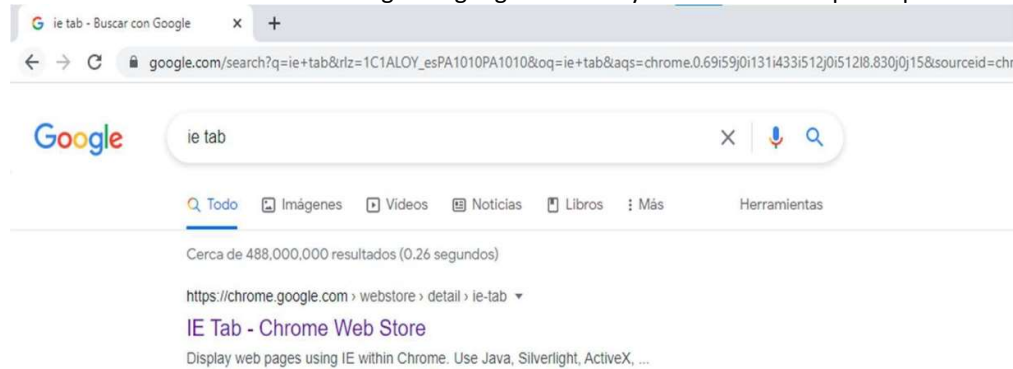 ie tab - Buscar con Google
google.com/search?q=ie+tab&rlz=1C1ALOY_esPA1010PA1010&oq=ie+tab&aqs=chrome.0.69i59j0i131i433i512j0i512l8.830j0j15&sourceid=chr
Google ie tab
Todo Imágenes Videos Noticias Libros Más Herramientas
Cerca de 488,000,000 resultados (0.26 segundos)
https://chrome.google.com › webstore › detail › ie-tab
IE Tab - Chrome Web Store
Display web pages using IE within Chrome. Use Java, Silverlight, ActiveX, ...